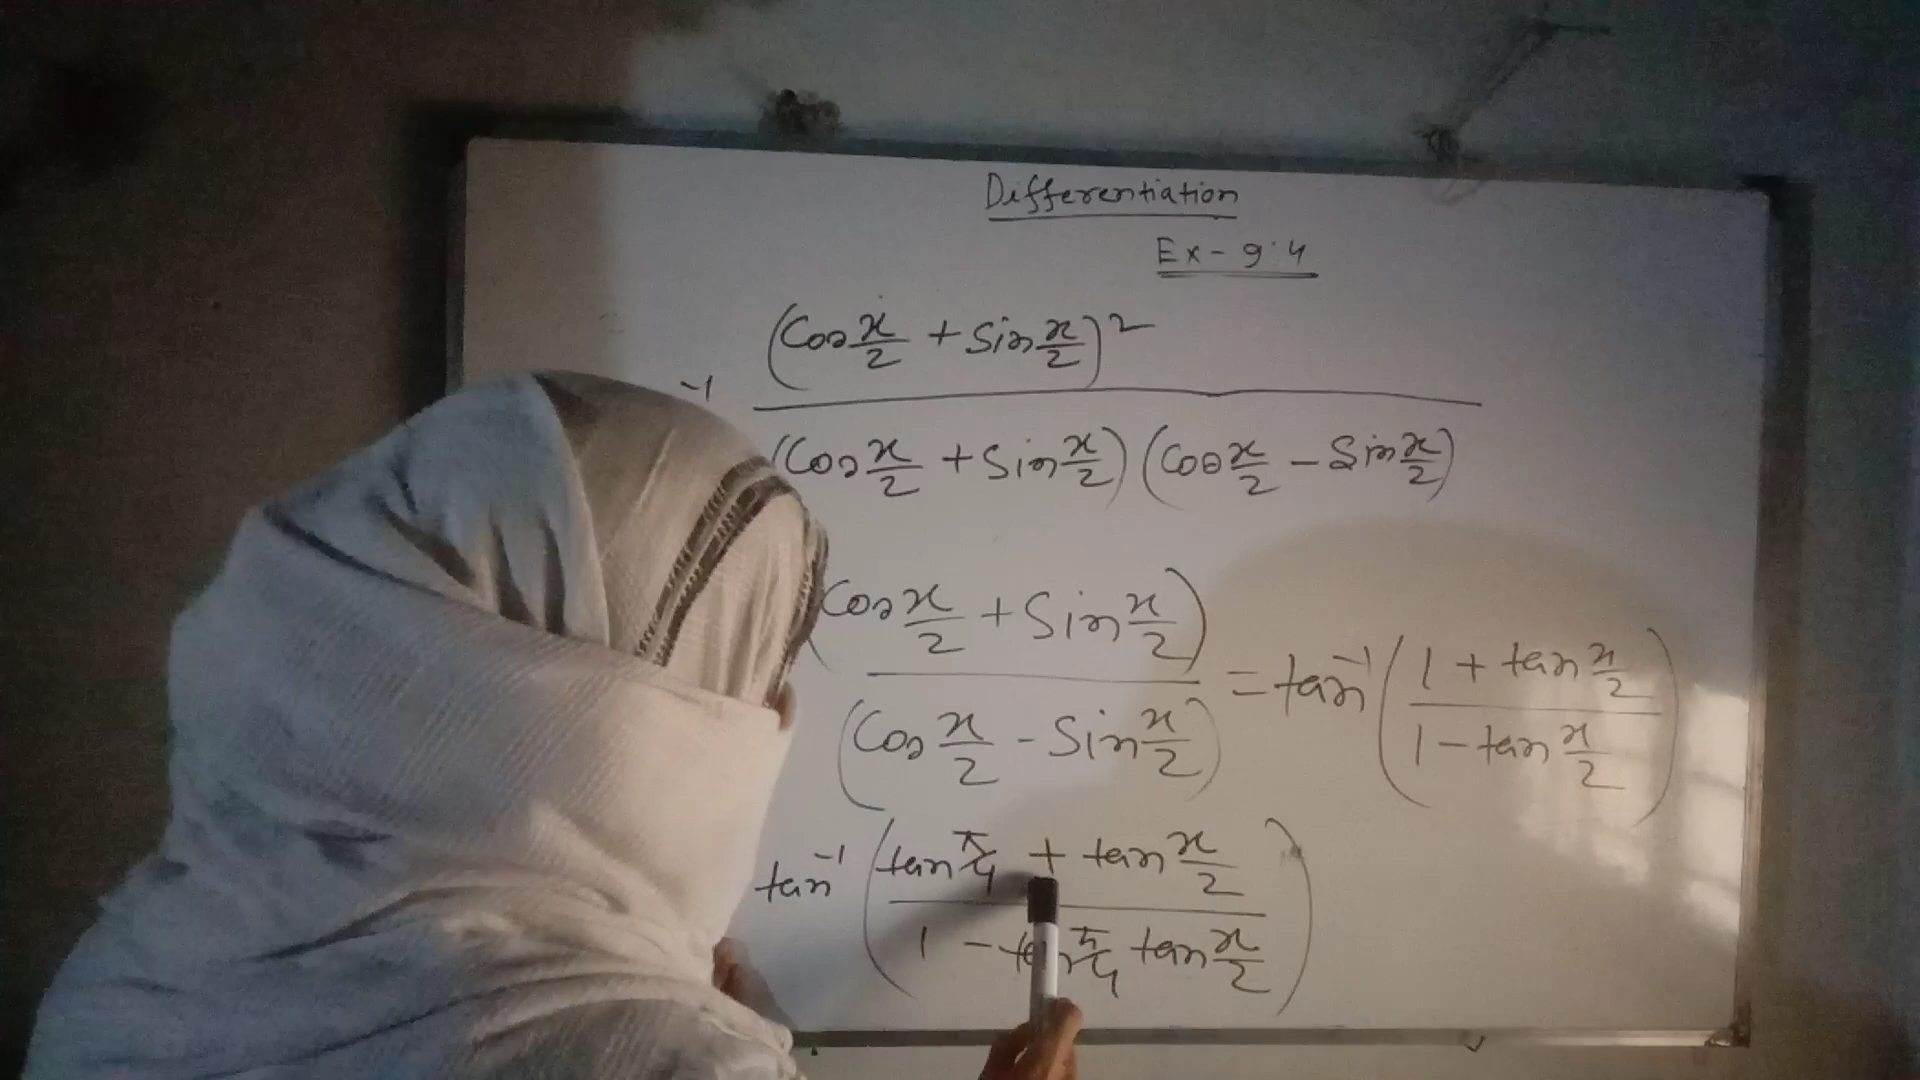 Differentiation
Ex - 9.4
-1 (Cos x/2 + Sin x/2)²
(Cos x/2 + Sin x/2) (Cos x/2 - Sin x/2)
(Cos x/2 + Sin x/2)
(Cos x/2 - Sin x/2)
= tan⁻¹ (1 + tan x/2
1 - tan x/2)
tan⁻¹ (tan π/4 + tan x/2
1 - tan π/4 tan x/2)